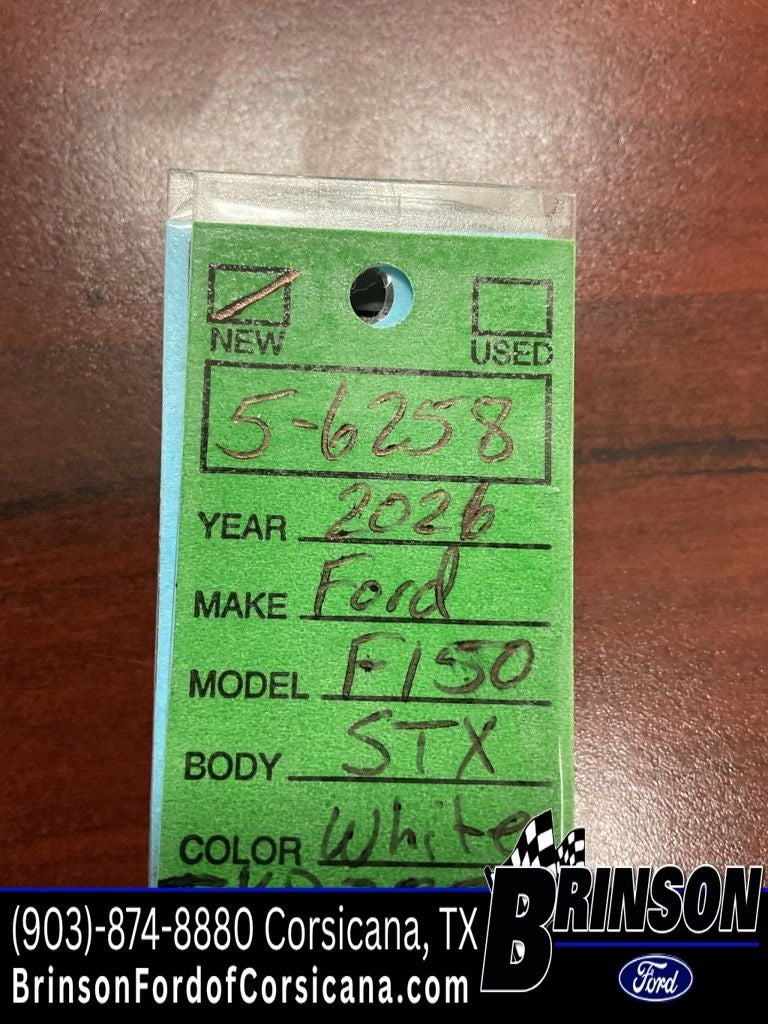 NEW USED
5-6258
YEAR 2026
MAKE Ford
MODEL F150
BODY STX
COLOR White
(903)-874-8880 Corsicana, TX
BrinsonFordofCorsicana.com
BRINSON
Ford